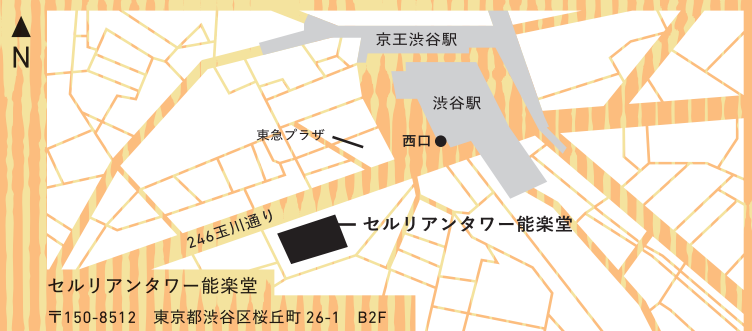 N
京王渋谷駅
渋谷駅
東急プラザ
西口
セルリアンタワー能楽堂
246玉川通り
セルリアンタワー能楽堂
〒150-8512　東京都渋谷区桜丘町 26-1　B2F